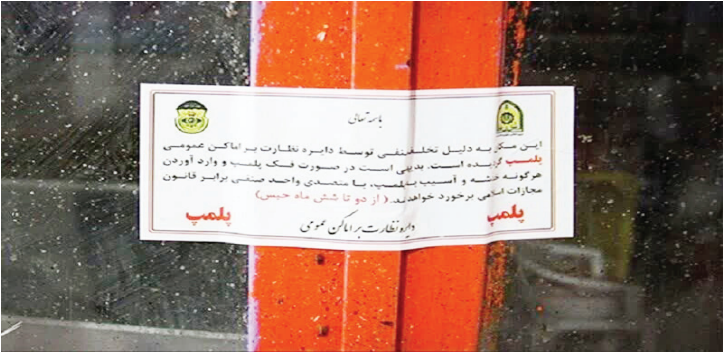 باسمه تعالی
این مکان به دلیل تخلف صنفی توسط دایره نظارت بر اماکن عمومی
پلمپ گردیده است. بدیهی است در صورت فک پلمپ و وارد آوردن
هرگونه خدشه و آسیب به پلمپ، با متصدی واحد صنفی برابر قانون
مجازات اسلامی برخورد خواهد شد. (از دو تا شش ماه حبس)
پلمپ
پلمپ
دایره نظارت بر اماکن عمومی